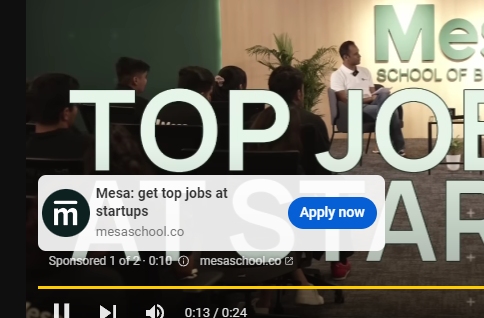 Mes
SCHOOL OF B
TOP JOB
AT STAR
m
Mesa: get top jobs at
startups
mesaschool.co
Apply now
Sponsored 1 of 2 · 0:10 mesaschool.co
0:13 / 0:24